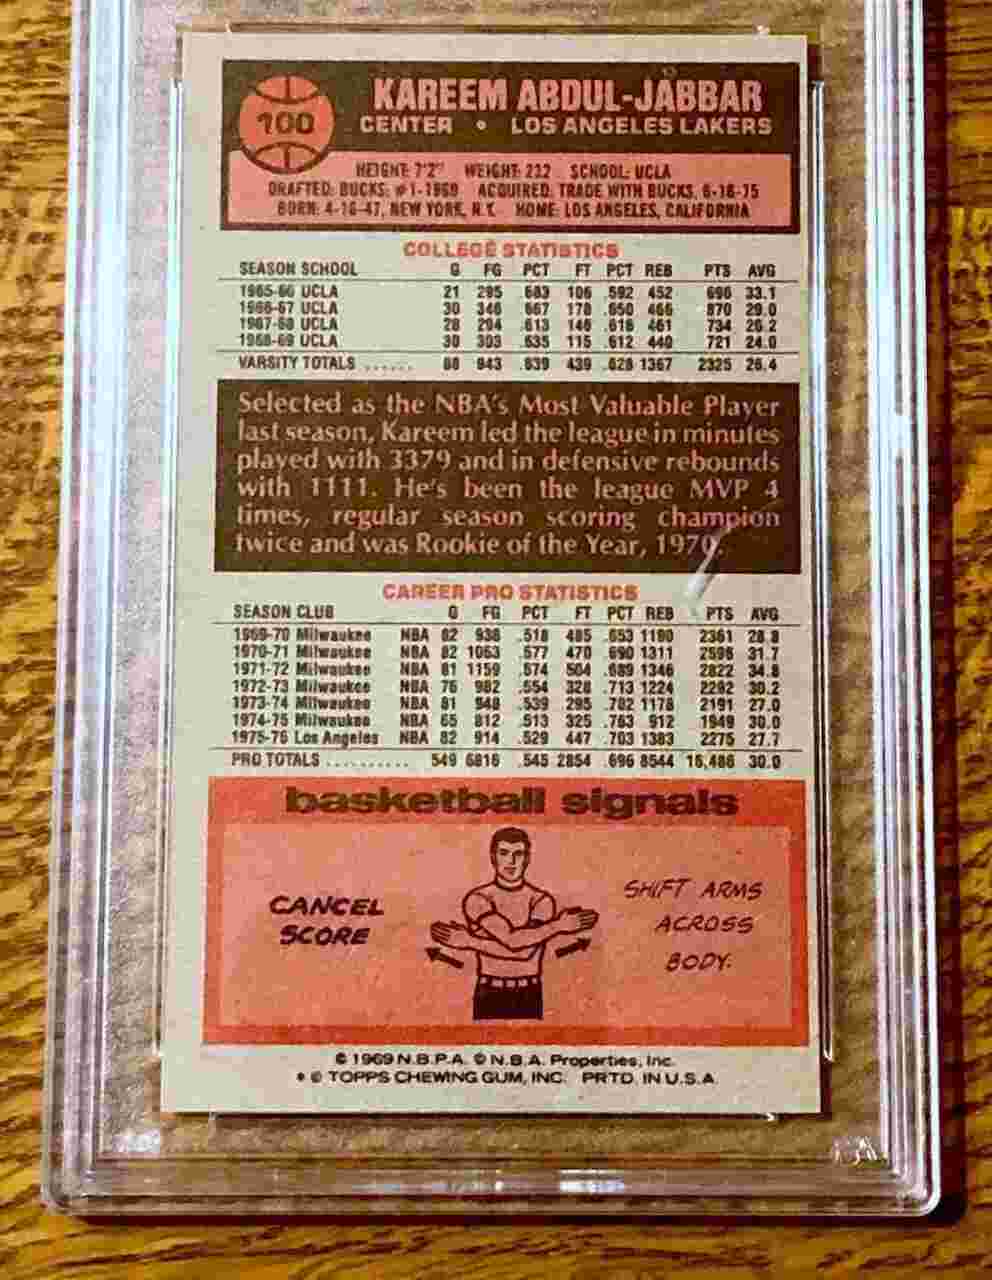 100
KAREEM ABDUL-JABBAR
CENTER • LOS ANGELES LAKERS
HEIGHT: 7'2" WEIGHT: 232 SCHOOL: UCLA
DRAFTED: BUCKS, #1-1969 ACQUIRED: TRADE WITH BUCKS, 6-16-75
BORN: 4-16-47, NEW YORK, N.Y. HOME: LOS ANGELES, CALIFORNIA
COLLEGE STATISTICS
SEASON SCHOOL G FG PCT FT PCT REB PTS AVG
1965-66 UCLA 21 295 .683 106 .592 452 696 33.1
1966-67 UCLA 30 346 .667 178 .650 466 870 29.0
1967-68 UCLA 28 294 .613 146 .616 461 734 26.2
1968-69 UCLA 30 303 .635 115 .612 440 721 24.0
VARSITY TOTALS ...... 88 943 .639 439 .628 1367 2325 26.4
Selected as the NBA's Most Valuable Player
last season, Kareem led the league in minutes
played with 3379 and in defensive rebounds
with 1111. He's been the league MVP 4
times, regular season scoring champion
twice and was Rookie of the Year, 1970.
CAREER PRO STATISTICS
SEASON CLUB G FG PCT FT PCT REB PTS AVG
1969-70 Milwaukee NBA 82 938 .518 485 .653 1190 2361 28.8
1970-71 Milwaukee NBA 82 1063 .577 470 .690 1311 2596 31.7
1971-72 Milwaukee NBA 81 1159 .574 504 .689 1346 2822 34.8
1972-73 Milwaukee NBA 76 982 .554 328 .713 1224 2292 30.2
1973-74 Milwaukee NBA 81 948 .539 295 .702 1178 2191 27.0
1974-75 Milwaukee NBA 65 812 .513 325 .763 912 1949 30.0
1975-76 Los Angeles NBA 82 914 .529 447 .703 1383 2275 27.7
PRO TOTALS .......... 549 6816 .545 2854 .696 8544 16,486 30.0
basketball signals
CANCEL
SCORE
SHIFT ARMS
ACROSS
BODY.
© 1969 N.B.P.A. © N.B.A. Properties, Inc.
* © TOPPS CHEWING GUM, INC. PRTD. IN U.S.A.